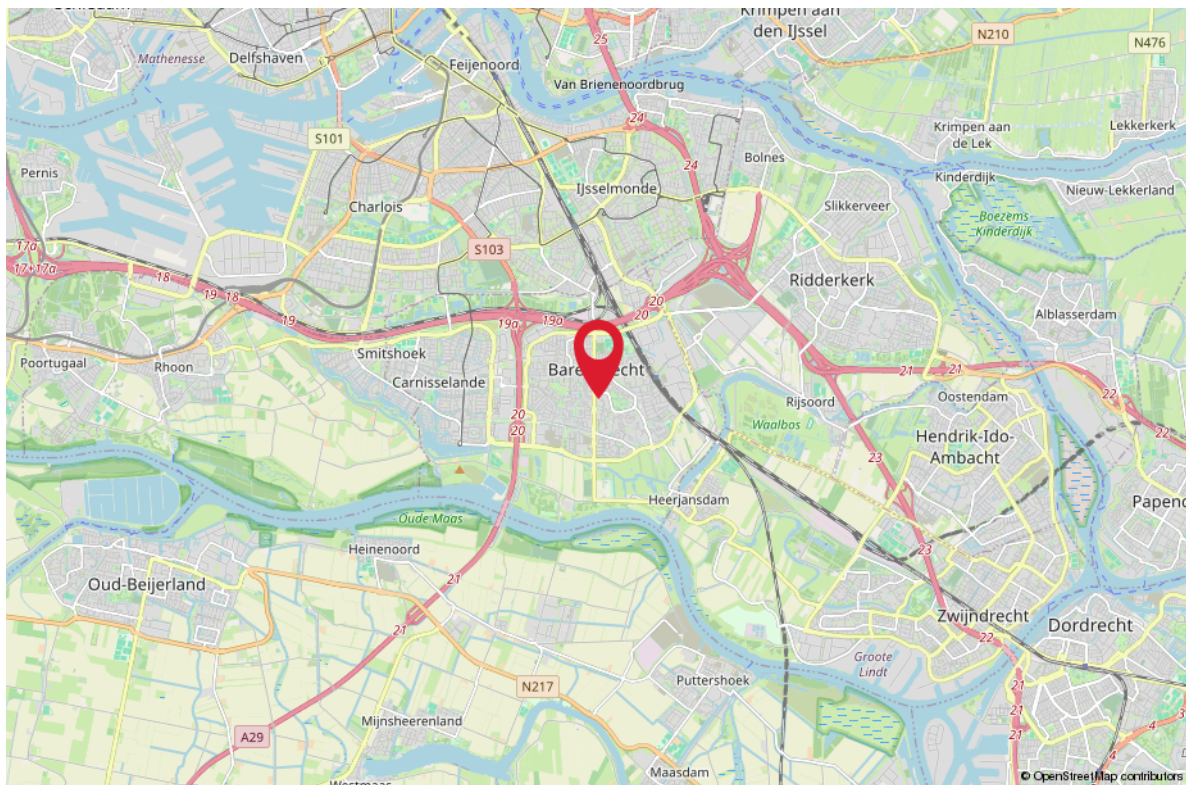 Krimpen aan
den IJssel
N210
N476
25
Mathenesse
Delfshaven
Feijenoord
Van Brienenoordbrug
24
S101
Krimpen aan
de Lek
Lekkerkerk
Pernis
24
Bolnes
Kinderdijk
Nieuw-Lekkerland
IJsselmonde
Charlois
Slikkerveer
Boezems
Kinderdijk
17a
17+17a
S103
18
19
18
19
Ridderkerk
20
20
19a
19a
Alblasserdam
Poortugaal
Rhoon
Smitshoek
Carnisselande
21
21
22
22
Rijsoord
Oostendam
20
20
Waalbos
Hendrik-Ido-
Ambacht
23
Heerjansdam
Oude Maas
Heinenoord
23
21
Oud-Beijerland
21
Zwijndrecht
22
Dordrecht
Groote
Lindt
N217
Puttershoek
21
21
21
3
4
4
Mijnsheerenland
A29
Maasdam
© OpenStreetMap contributors